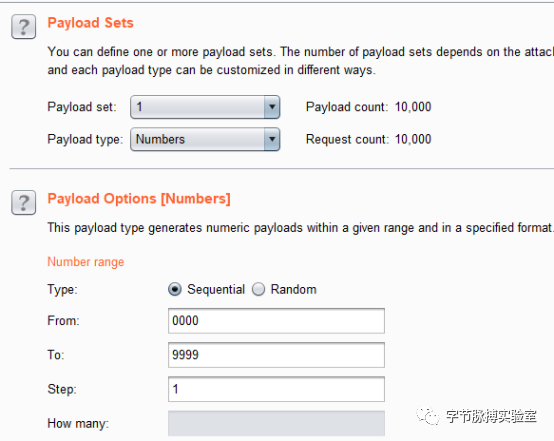 Payload Sets
You can define one or more payload sets. The number of payload sets depends on the attacl
and each payload type can be customized in different ways.
Payload set: 1 Payload count: 10,000
Payload type: Numbers Request count: 10,000
Payload Options [Numbers]
This payload type generates numeric payloads within a given range and in a specified format.
Number range
Type: Sequential Random
From: 0000
To: 9999
Step: 1
How many:
字节脉搏实验室